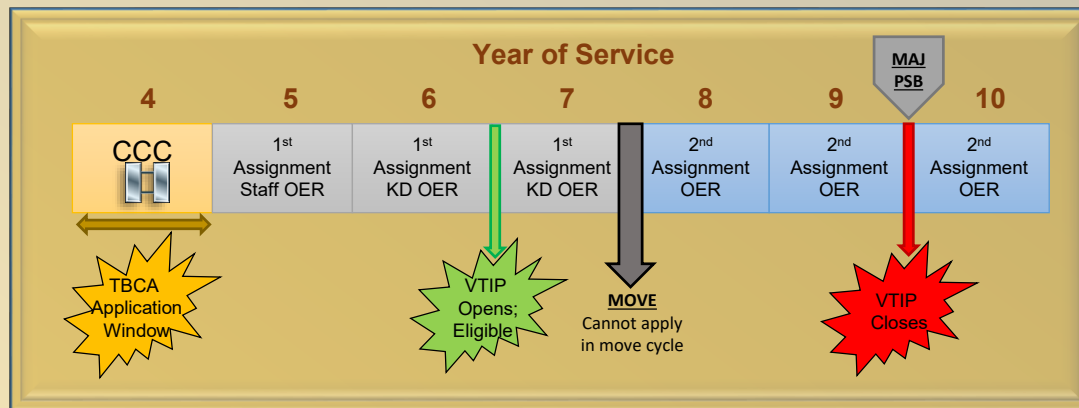 Year of Service
MAJ
PSB
4
5
6
7
8
9
10
CCC
1st
Assignment
Staff OER
1st
Assignment
KD OER
1st
Assignment
KD OER
2nd
Assignment
OER
2nd
Assignment
OER
2nd
Assignment
OER
TBCA
Application
Window
VTIP
Opens;
Eligible
MOVE
Cannot apply
in move cycle
VTIP
Closes